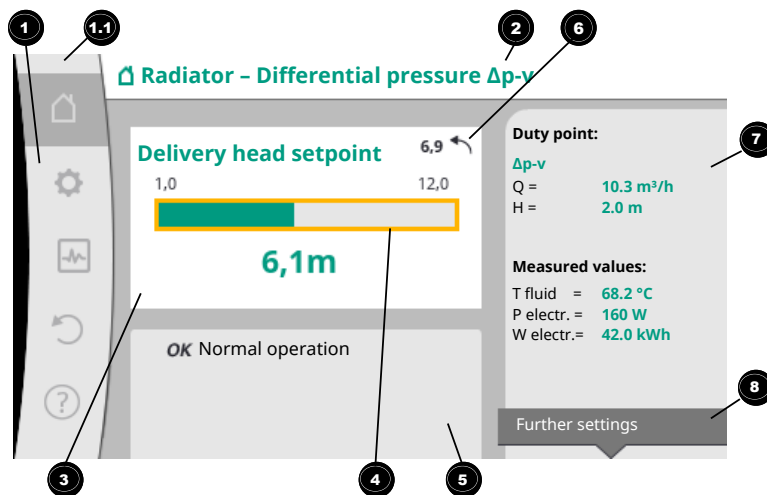 1
1.1
2
6
Radiator – Differential pressure Δp-v
Delivery head setpoint
6,9
1,0
12,0
6,1m
OK Normal operation
Duty point:
Δp-v
Q = 10.3 m³/h
H = 2.0 m
7
Measured values:
T fluid = 68.2 °C
P electr. = 160 W
W electr.= 42.0 kWh
8
Further settings
?
3
4
5